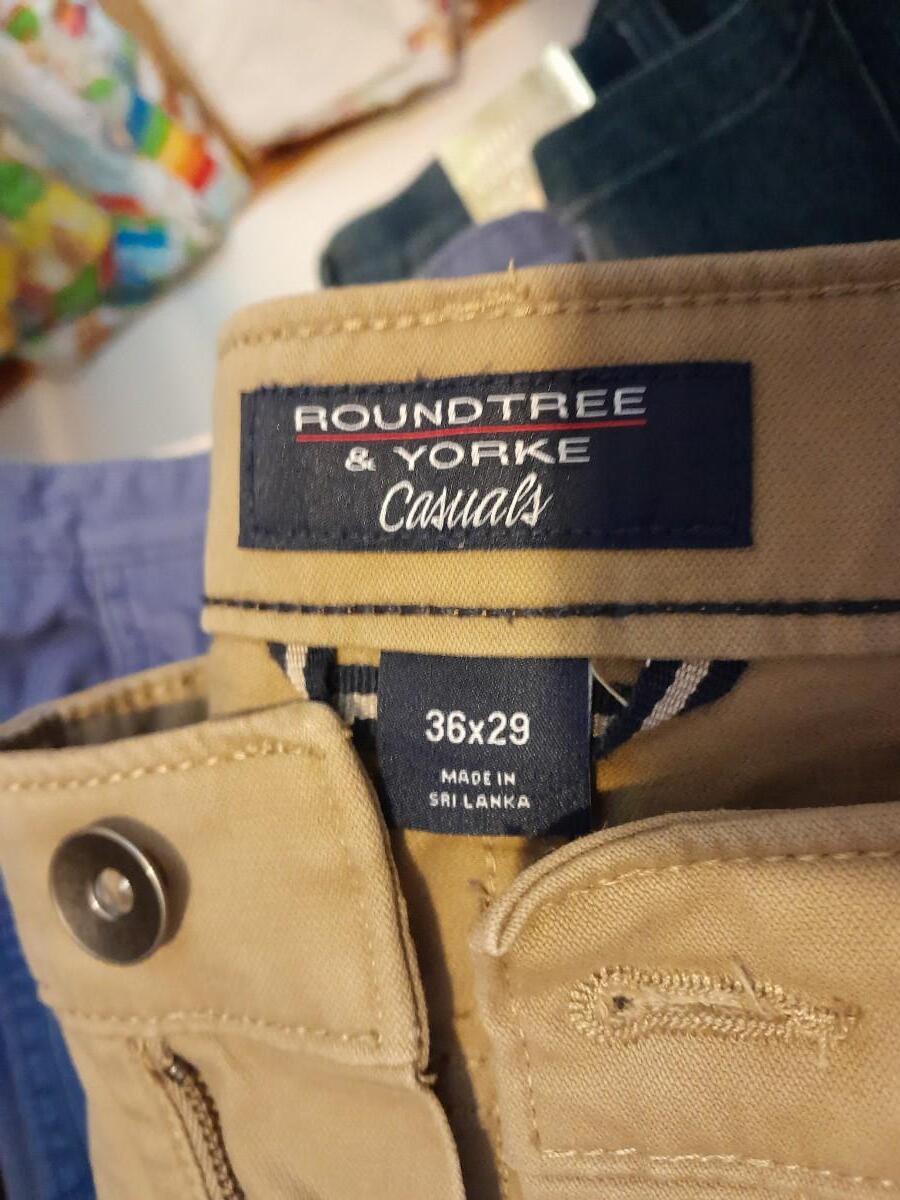 ROUNDTREE
& YORKE
Casuals
36x29
MADE IN
SRI LANKA